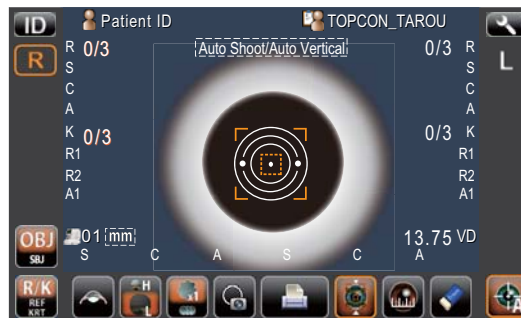 ID Patient ID TOPCON_TAROU
R R 0/3 Auto Shoot/Auto Vertical 0/3 R L
S S
C C
A A
K 0/3 0/3 K
R1 R1
R2 R2
A1 A1
OBJ SBJ 01 mm 13.75 VD
S C A S C A
R/K REF KRT H L x1 A